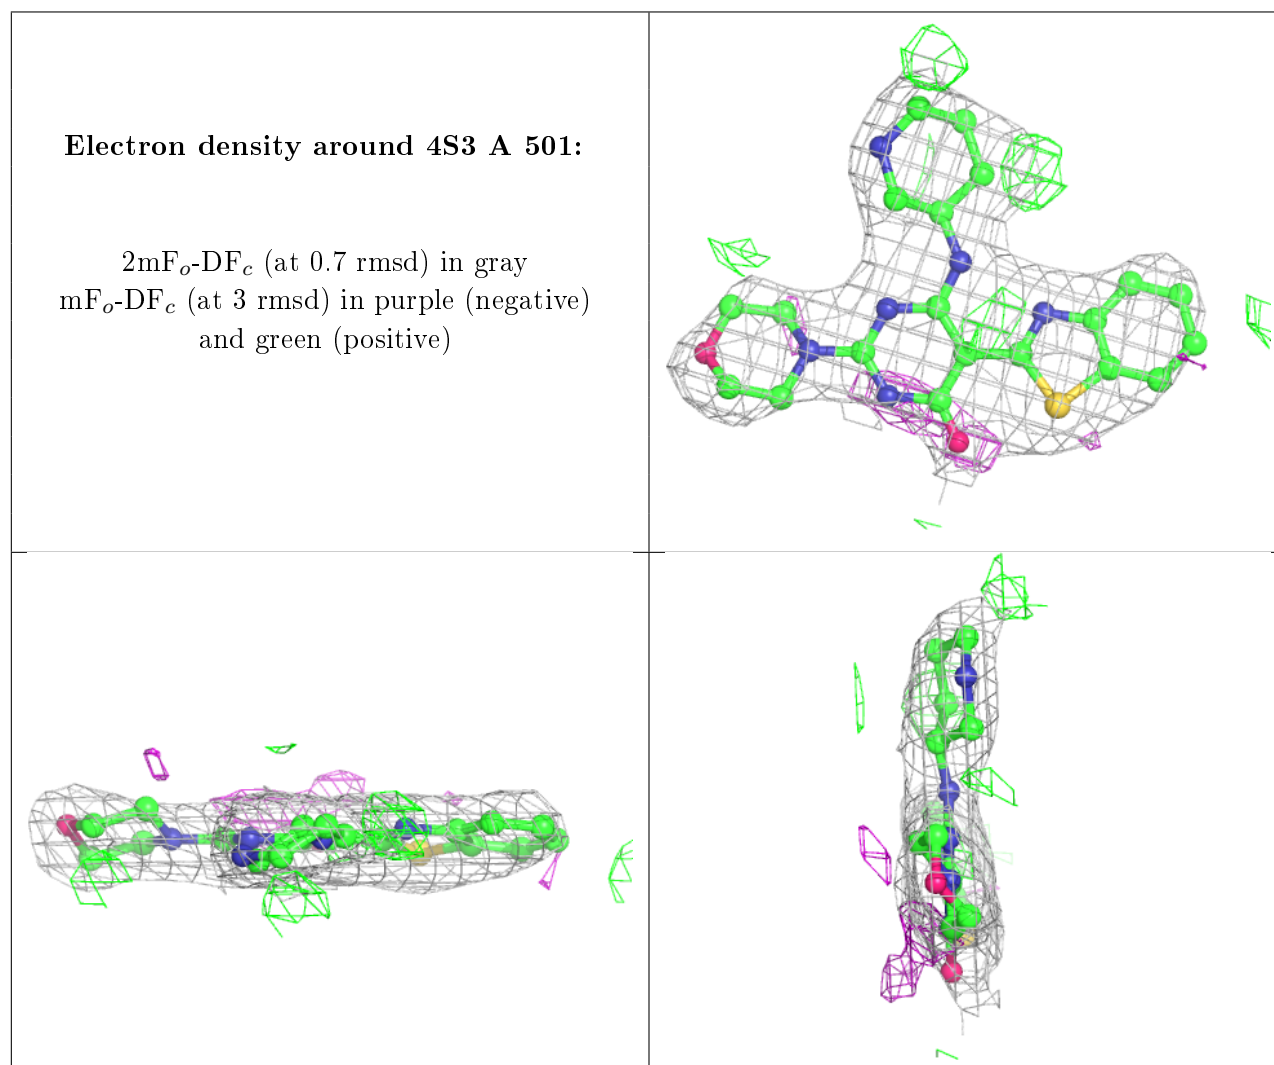 Electron density around 4S3 A 501:
2mFo-DFc (at 0.7 rmsd) in gray
mFo-DFc (at 3 rmsd) in purple (negative)
and green (positive)